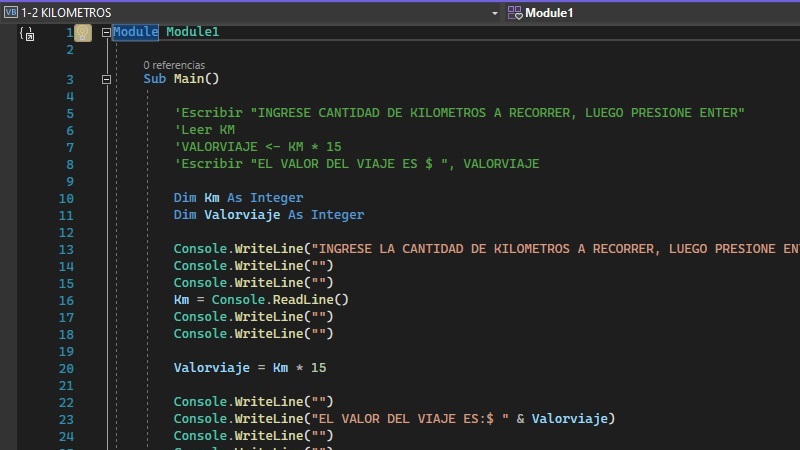 VB 1-2 KILOMETROS Module1
1 Module Module1
2
0 referencias
3 Sub Main()
4
5 'Escribir "INGRESE CANTIDAD DE KILOMETROS A RECORRER, LUEGO PRESIONE ENTER"
6 'Leer KM
7 'VALORVIAJE <- KM * 15
8 'Escribir "EL VALOR DEL VIAJE ES $ ", VALORVIAJE
9
10 Dim Km As Integer
11 Dim Valorviaje As Integer
12
13 Console.WriteLine("INGRESE LA CANTIDAD DE KILOMETROS A RECORRER, LUEGO PRESIONE
14 Console.WriteLine("")
15 Console.WriteLine("")
16 Km = Console.ReadLine()
17 Console.WriteLine("")
18 Console.WriteLine("")
19
20 Valorviaje = Km * 15
21
22 Console.WriteLine("")
23 Console.WriteLine("EL VALOR DEL VIAJE ES:$ " & Valorviaje)
24 Console.WriteLine("")